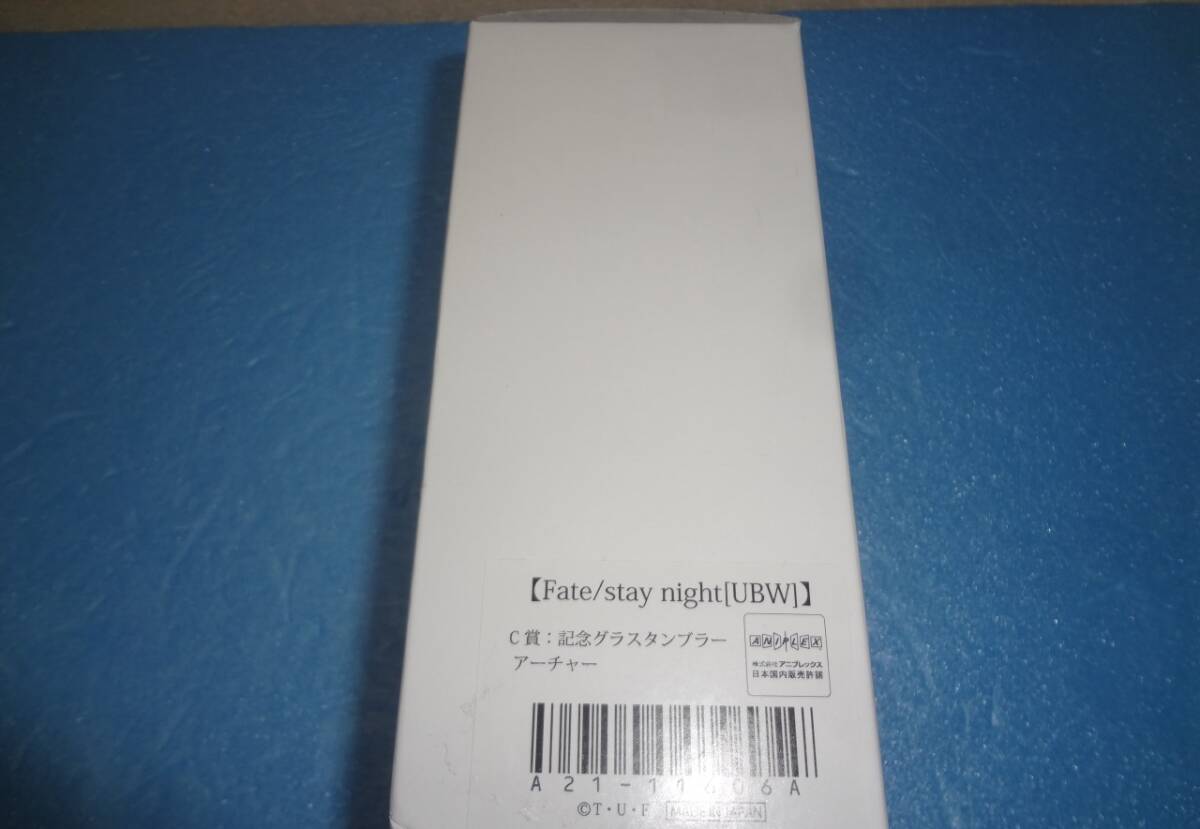 【Fate/stay night[UBW]】
C賞：記念グラスタンブラー
アーチャー
ANIPLEX
株式会社アニプレックス
日本国内販売許諾
A21-11606A
©T・U・F MADE IN JAPAN